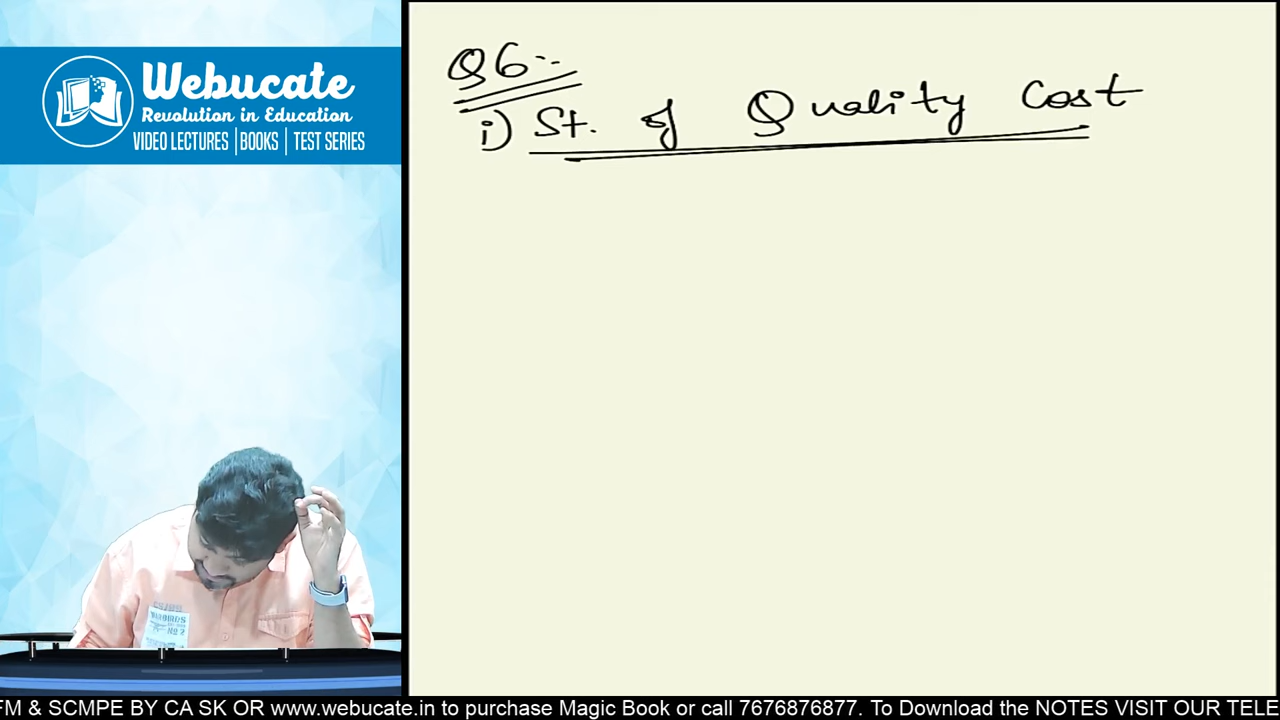 Webucate
Revolution in Education
VIDEO LECTURES | BOOKS | TEST SERIES
Q6:-
i) St. of Quality Cost
FM & SCMPE BY CA SK OR www.webucate.in to purchase Magic Book or call 7676876877. To Download the NOTES VISIT OUR TELE